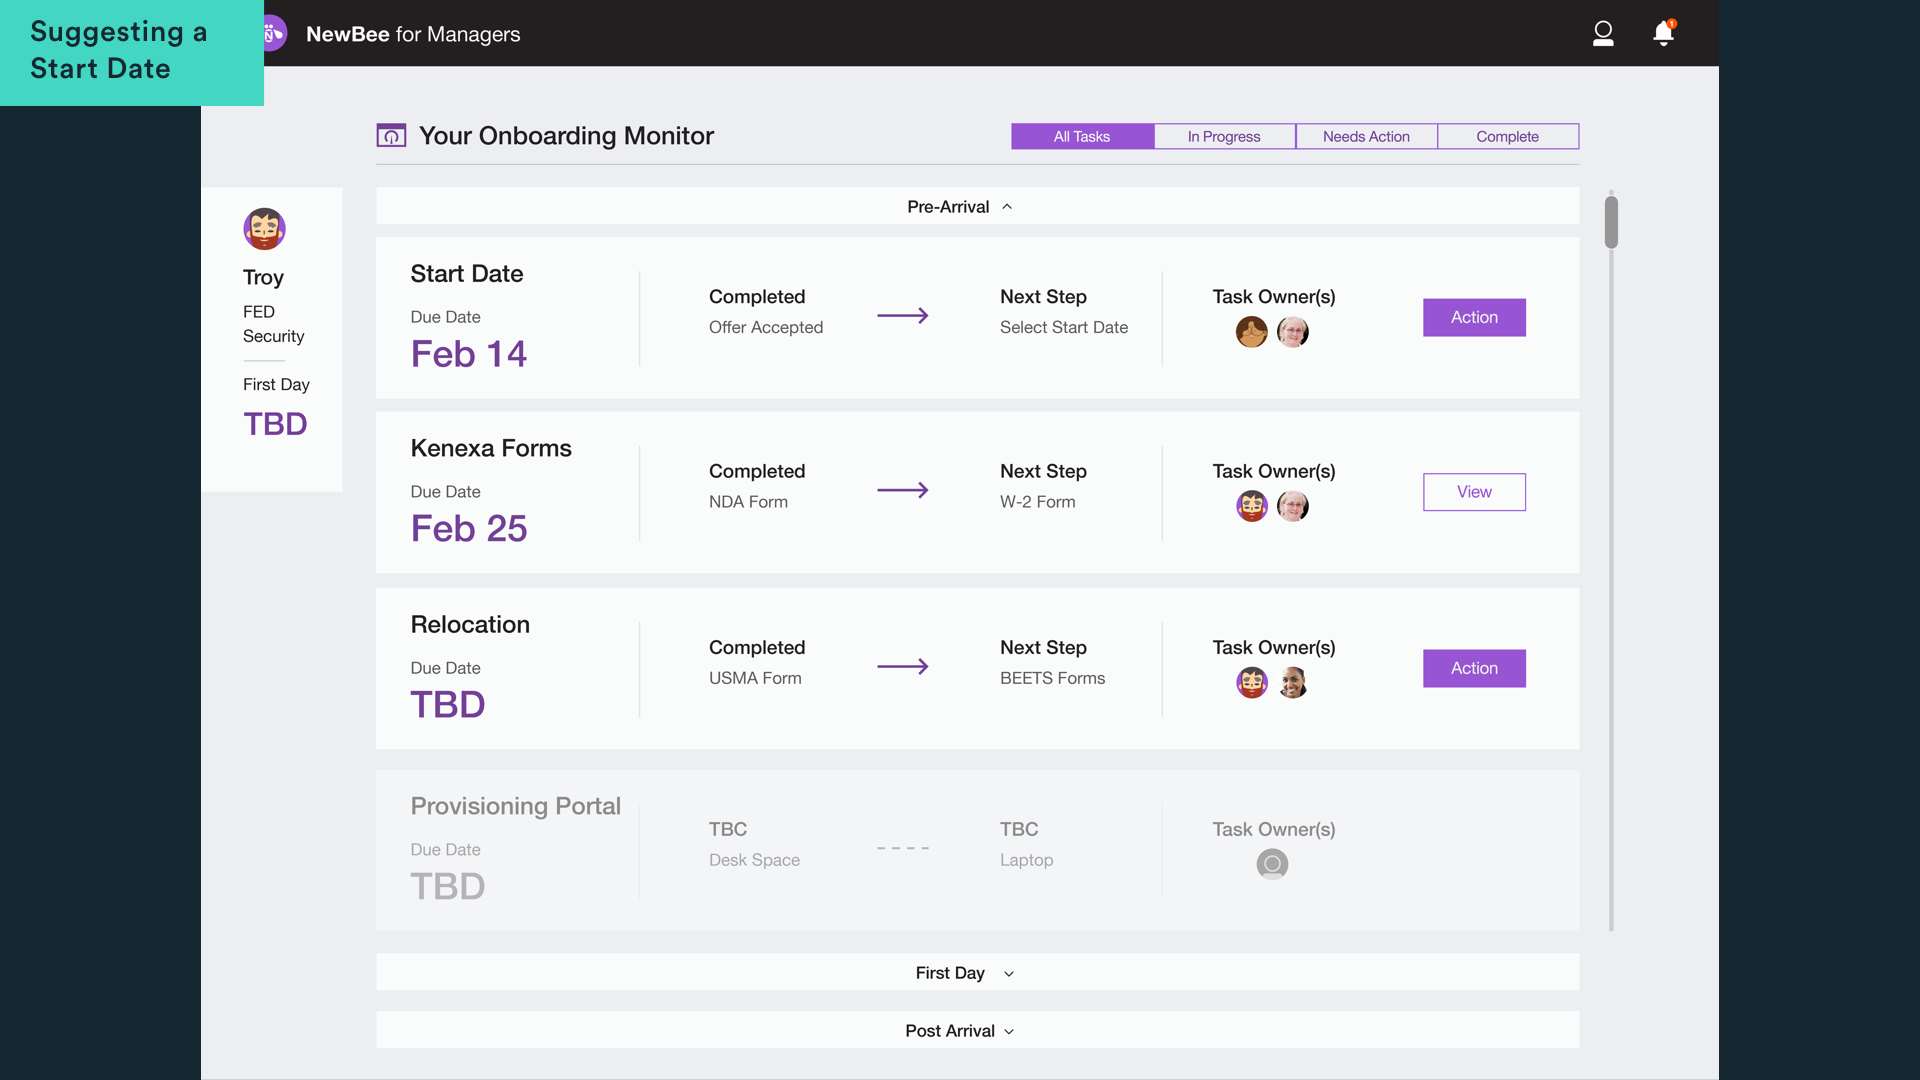 Suggesting a
Start Date
N
NewBee for Managers
1
Your Onboarding Monitor
All Tasks
In Progress
Needs Action
Complete
Troy
FED
Security
First Day
TBD
Pre-Arrival
Start Date
Due Date
Feb 14
Completed
Offer Accepted
Next Step
Select Start Date
Task Owner(s)
Action
Kenexa Forms
Due Date
Feb 25
Completed
NDA Form
Next Step
W-2 Form
Task Owner(s)
View
Relocation
Due Date
TBD
Completed
USMA Form
Next Step
BEETS Forms
Task Owner(s)
Action
Provisioning Portal
Due Date
TBD
TBC
Desk Space
TBC
Laptop
Task Owner(s)
First Day
Post Arrival